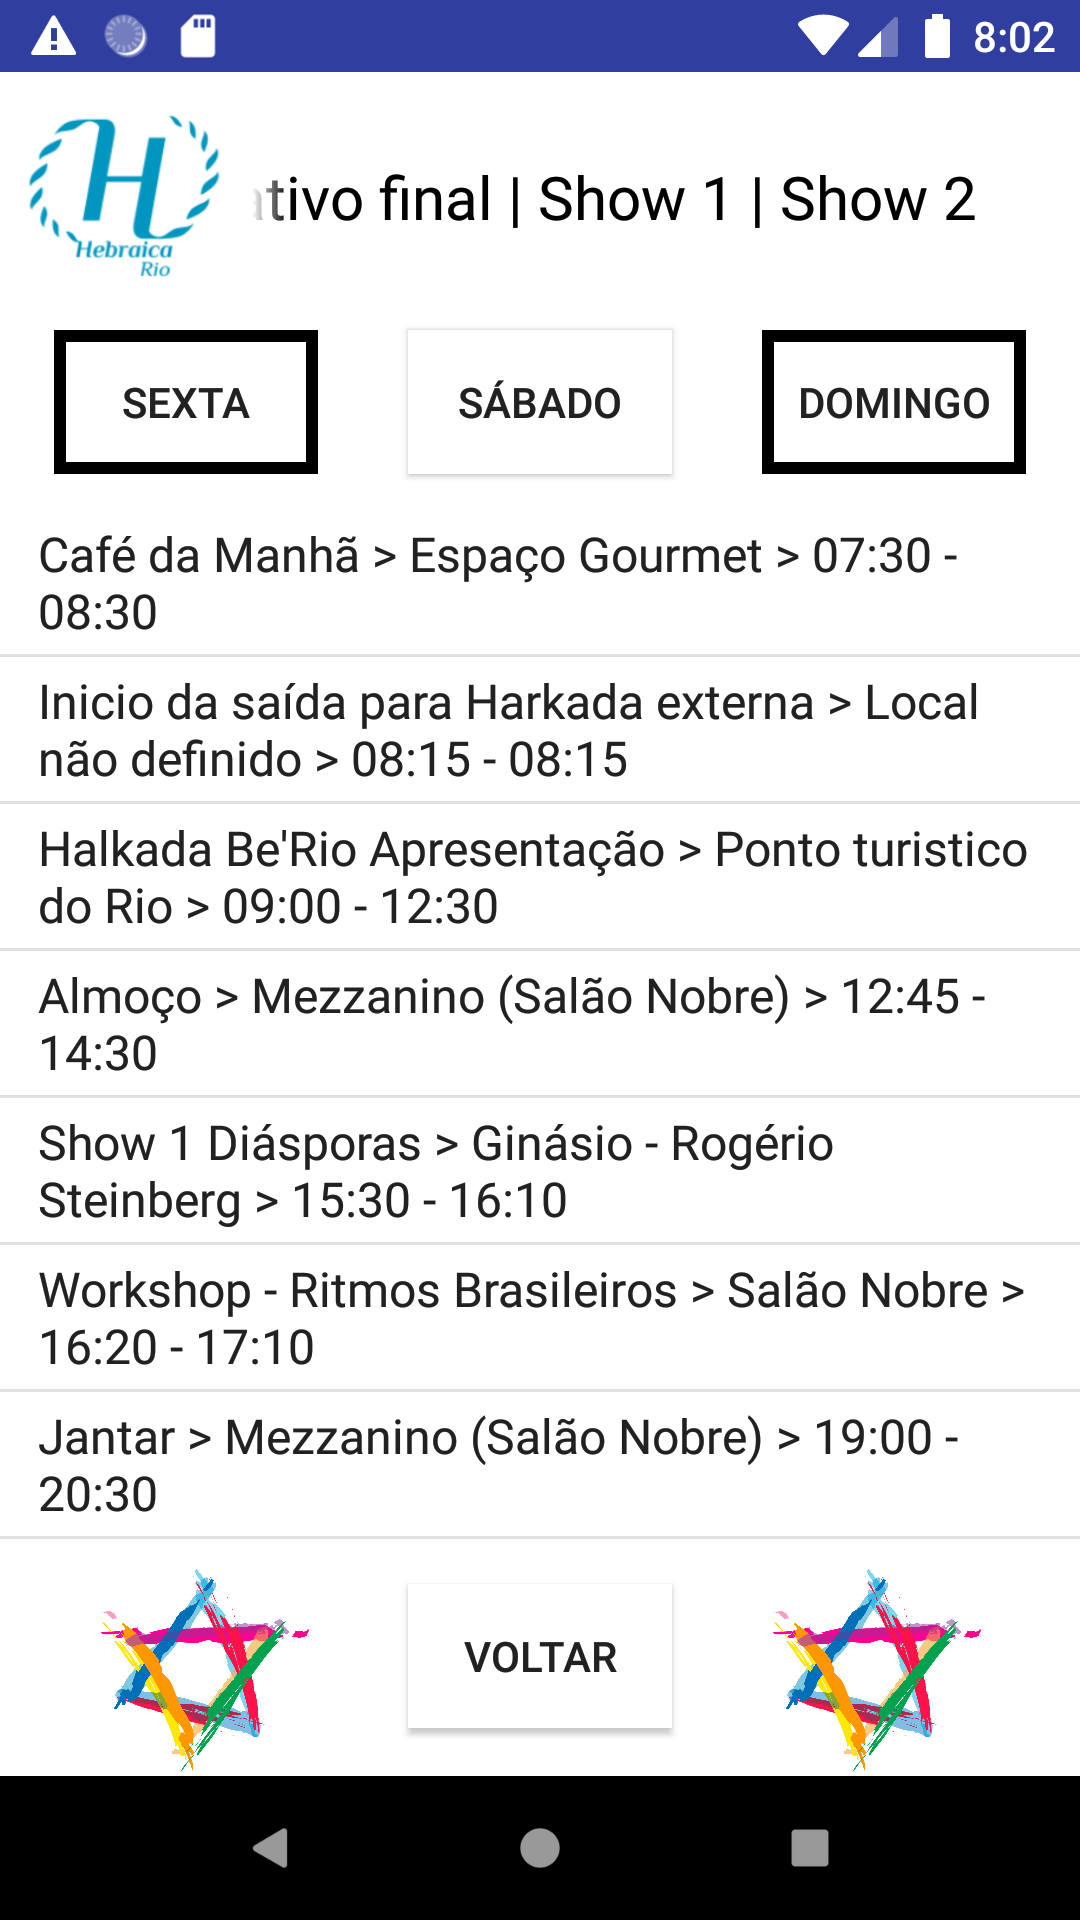 8:02
Hebraica
Rio
tivo final | Show 1 | Show 2
SEXTA
SÁBADO
DOMINGO
Café da Manhã > Espaço Gourmet > 07:30 -
08:30
Inicio da saída para Harkada externa > Local
não definido > 08:15 - 08:15
Halkada Be'Rio Apresentação > Ponto turistico
do Rio > 09:00 - 12:30
Almoço > Mezzanino (Salão Nobre) > 12:45 -
14:30
Show 1 Diásporas > Ginásio - Rogério
Steinberg > 15:30 - 16:10
Workshop - Ritmos Brasileiros > Salão Nobre >
16:20 - 17:10
Jantar > Mezzanino (Salão Nobre) > 19:00 -
20:30
VOLTAR